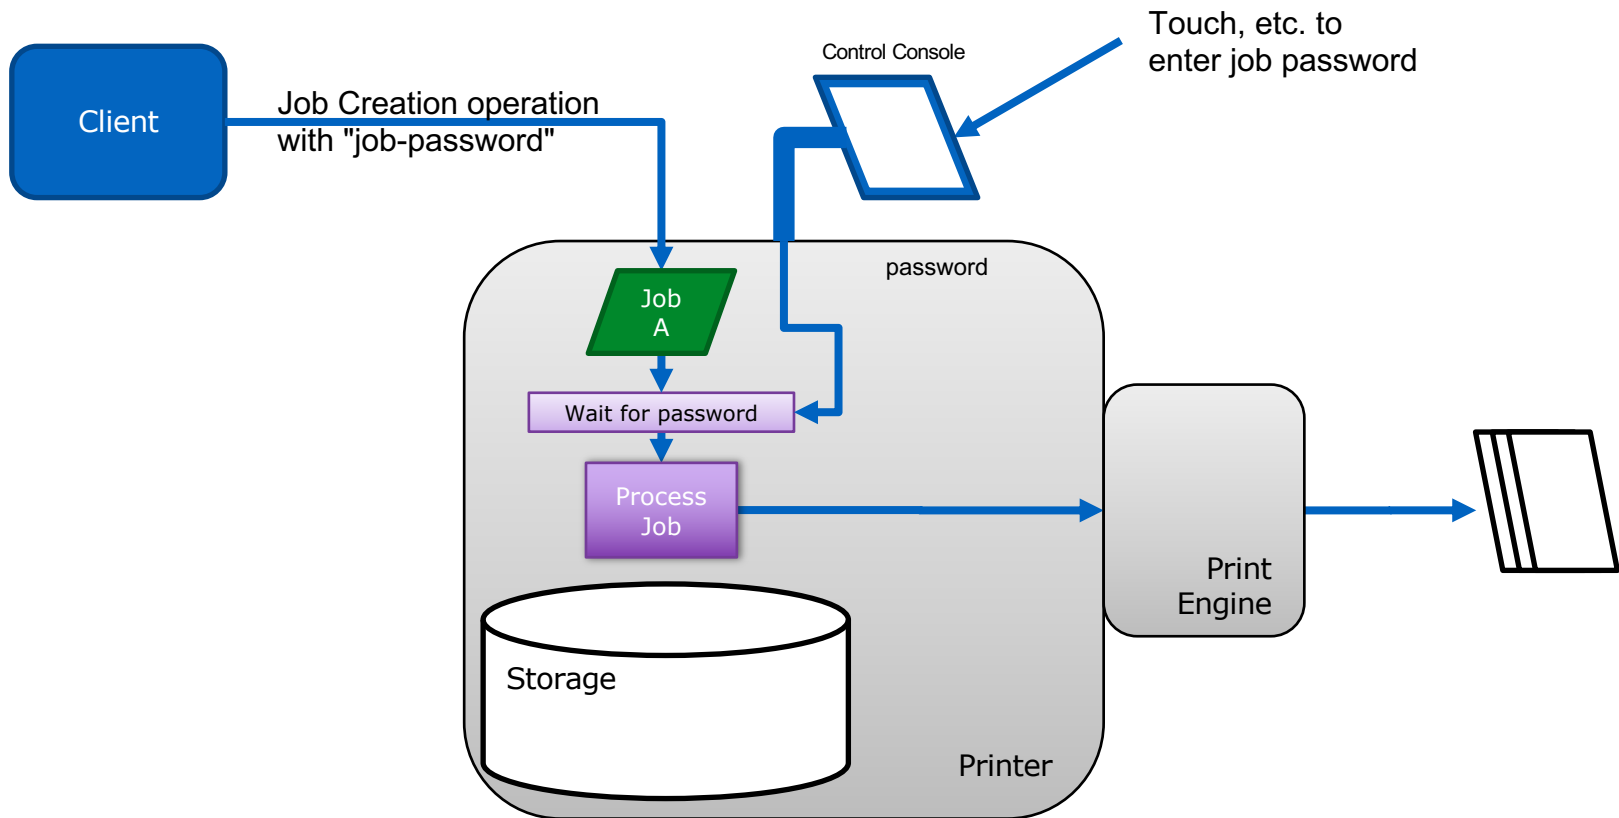 Client
Job Creation operation
with "job-password"
Control Console
Touch, etc. to
enter job password
password
Job
A
Wait for password
Process
Job
Print
Engine
Storage
Printer